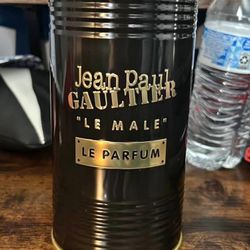 Jean Paul
GAULTIER
"LE MALE"
LE PARFUM